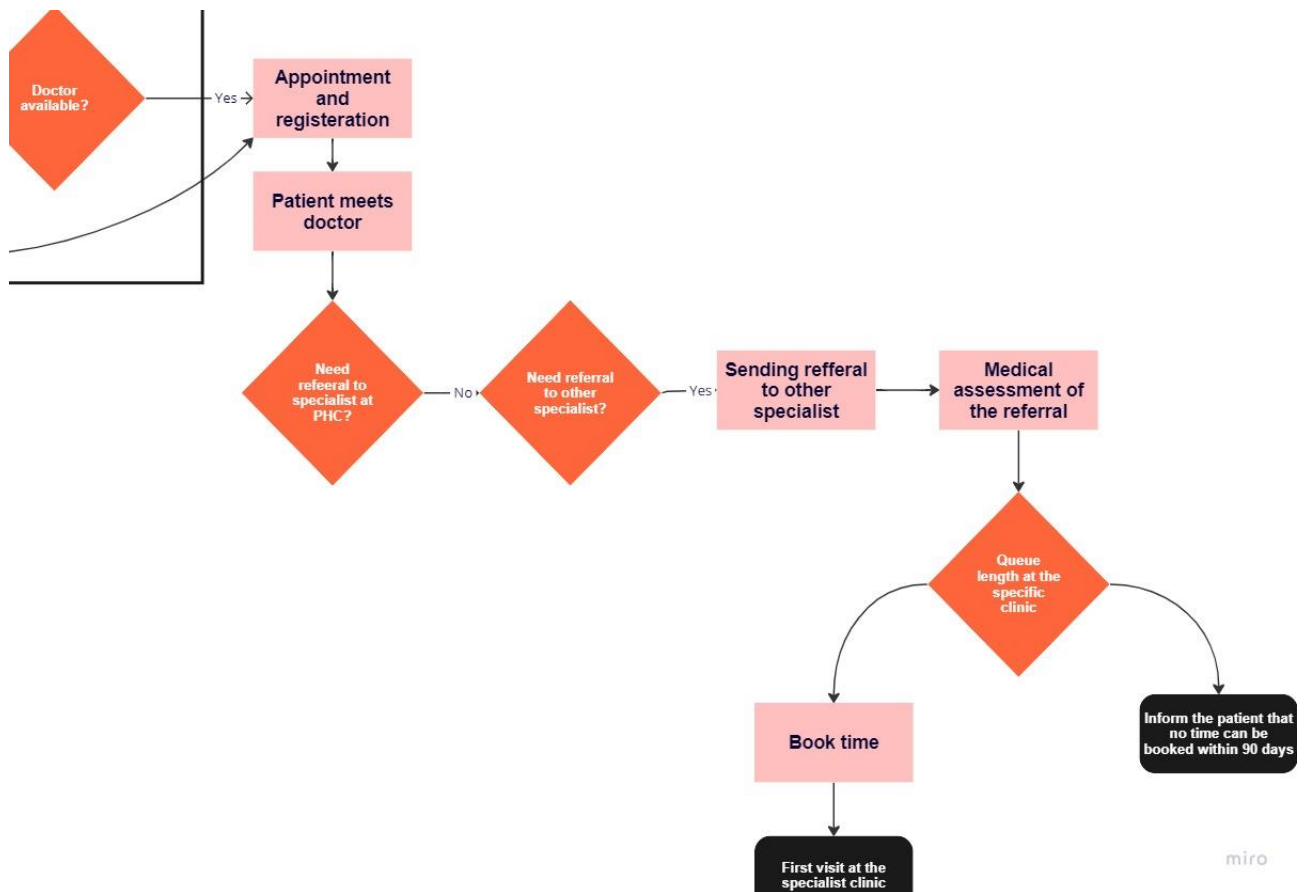 Doctor
available?
Yes
Appointment
and
registeration
Patient meets
doctor
Need
refeeral to
specialist at
PHC?
No
Need referral
to other
specialist?
Yes
Sending refferal
to other
specialist
Medical
assessment of
the referral
Queue
length at the
specific
clinic
Book time
Inform the patient that
no time can be
booked within 90 days
First visit at the
specialist clinic
miro